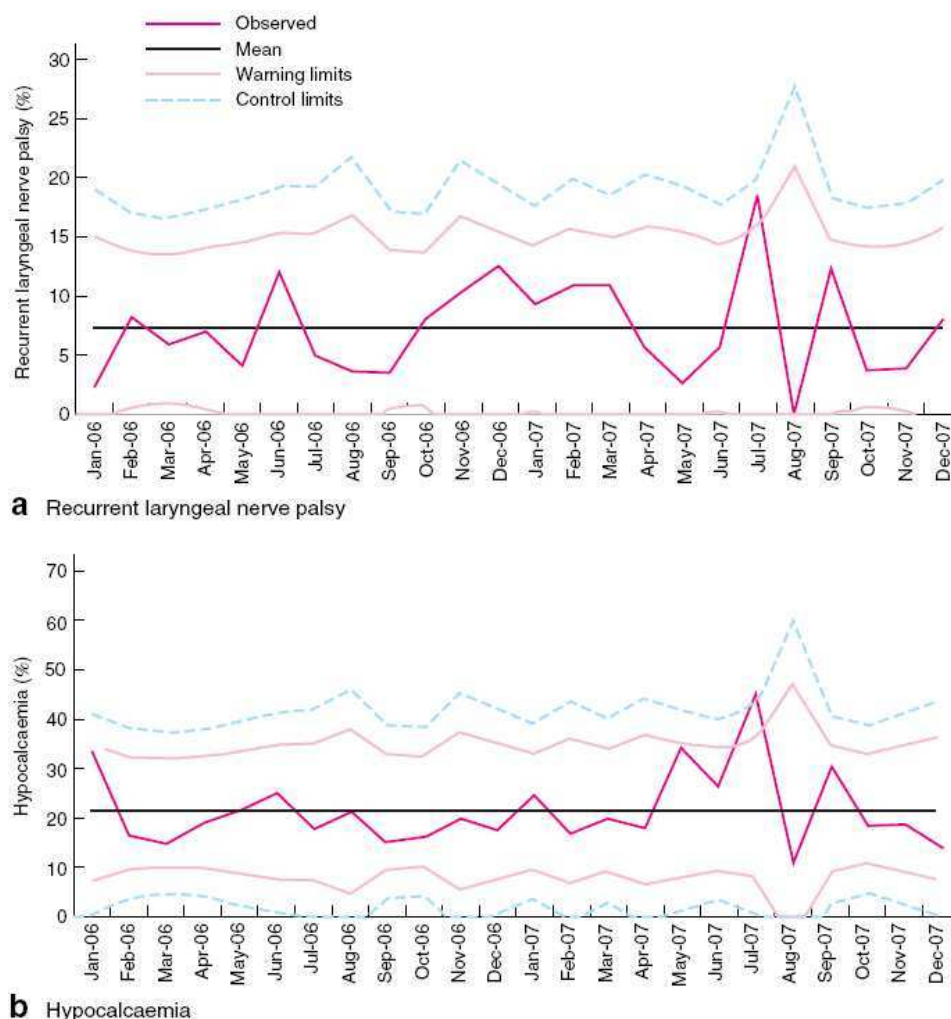 Observed
Mean
Warning limits
Control limits
Recurrent laryngeal nerve palsy (%)
30
25
20
15
10
5
0
Jan-06
Feb-06
Mar-06
Apr-06
May-06
Jun-06
Jul-06
Aug-06
Sep-06
Oct-06
Nov-06
Dec-06
Jan-07
Feb-07
Mar-07
Apr-07
May-07
Jun-07
Jul-07
Aug-07
Sep-07
Oct-07
Nov-07
Dec-07
a Recurrent laryngeal nerve palsy
Hypocalcaemia (%)
70
60
50
40
30
20
10
0
Jan-06
Feb-06
Mar-06
Apr-06
May-06
Jun-06
Jul-06
Aug-06
Sep-06
Oct-06
Nov-06
Dec-06
Jan-07
Feb-07
Mar-07
Apr-07
May-07
Jun-07
Jul-07
Aug-07
Sep-07
Oct-07
Nov-07
Dec-07
b Hypocalcaemia